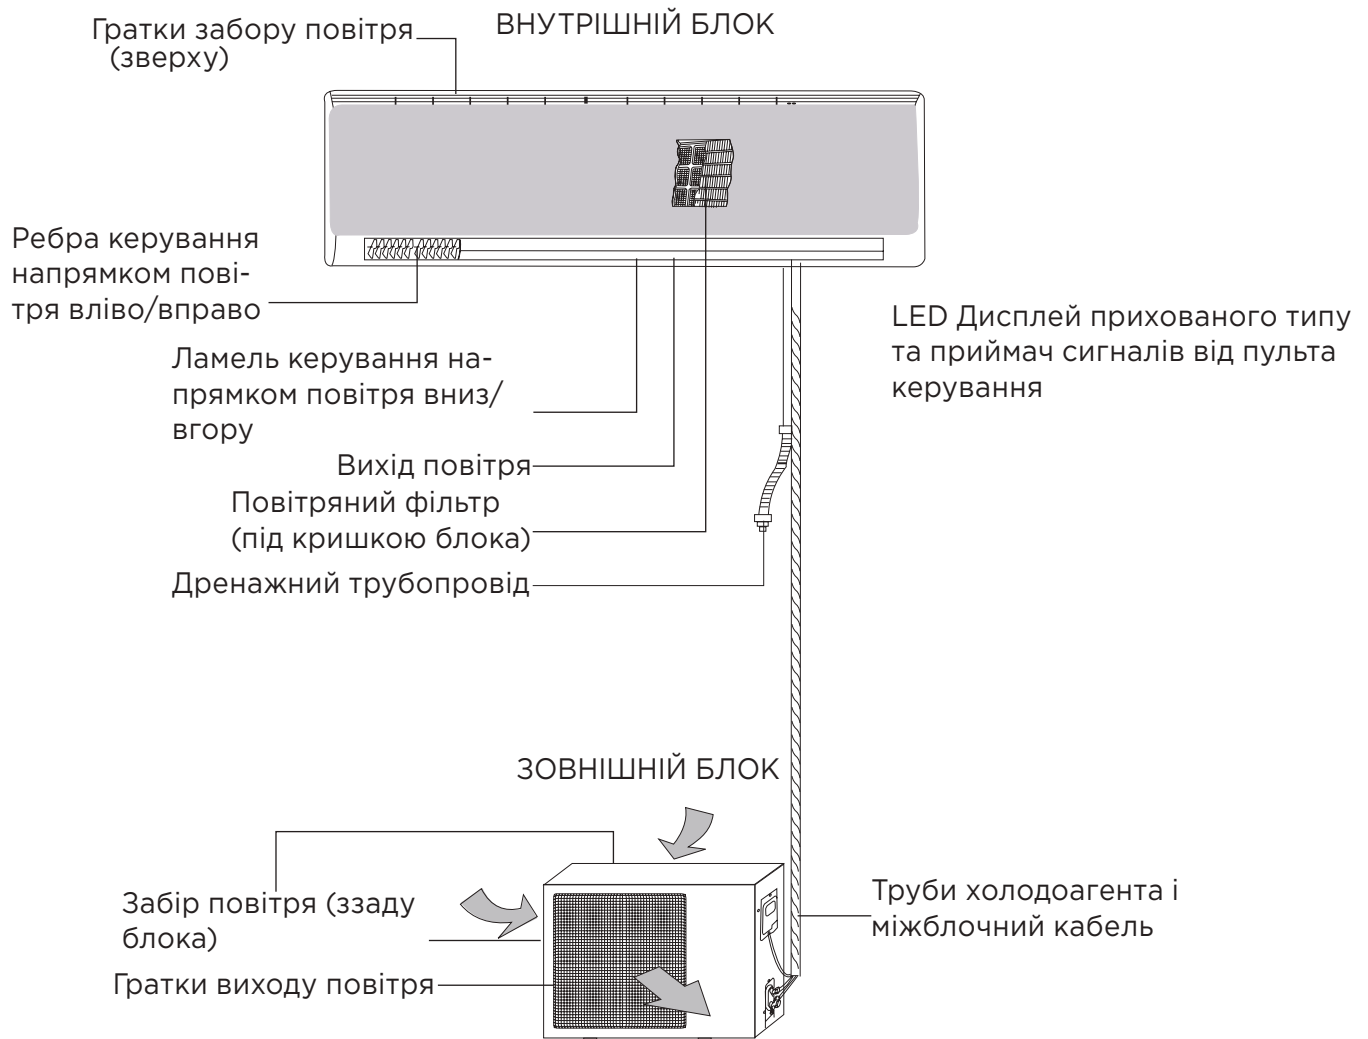 ВНУТРІШНІЙ БЛОК
Гратки забору повітря
(зверху)
Ребра керування
напрямком пові-
тря вліво/вправо
LED Дисплей прихованого типу
та приймач сигналів від пульта
керування
Ламель керування на-
прямком повітря вниз/
вгору
Вихід повітря
Повітряний фільтр
(під кришкою блока)
Дренажний трубопровід
ЗОВНІШНІЙ БЛОК
Забір повітря (ззаду
блока)
Труби холодоагента і
міжблочний кабель
Гратки виходу повітря